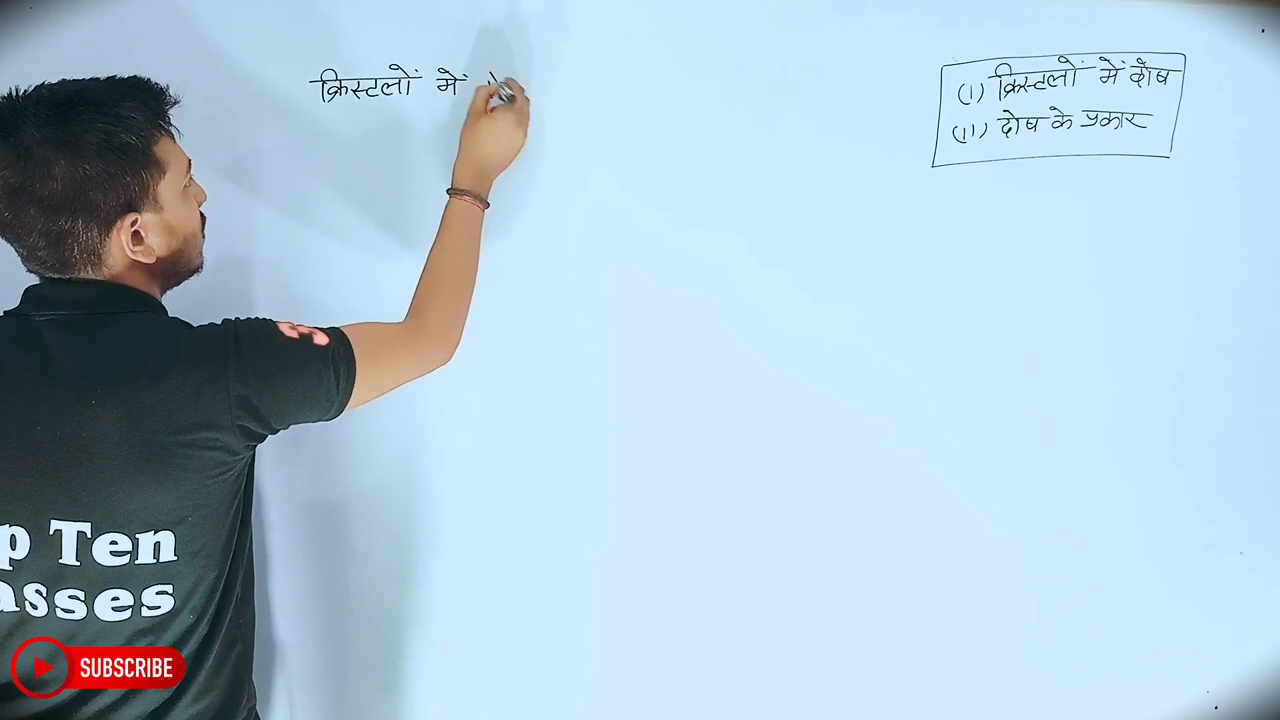 क्रिस्टलों में
(I) क्रिस्टलों में दोष
(II) दोष के प्रकार
p Ten
asses
SUBSCRIBE